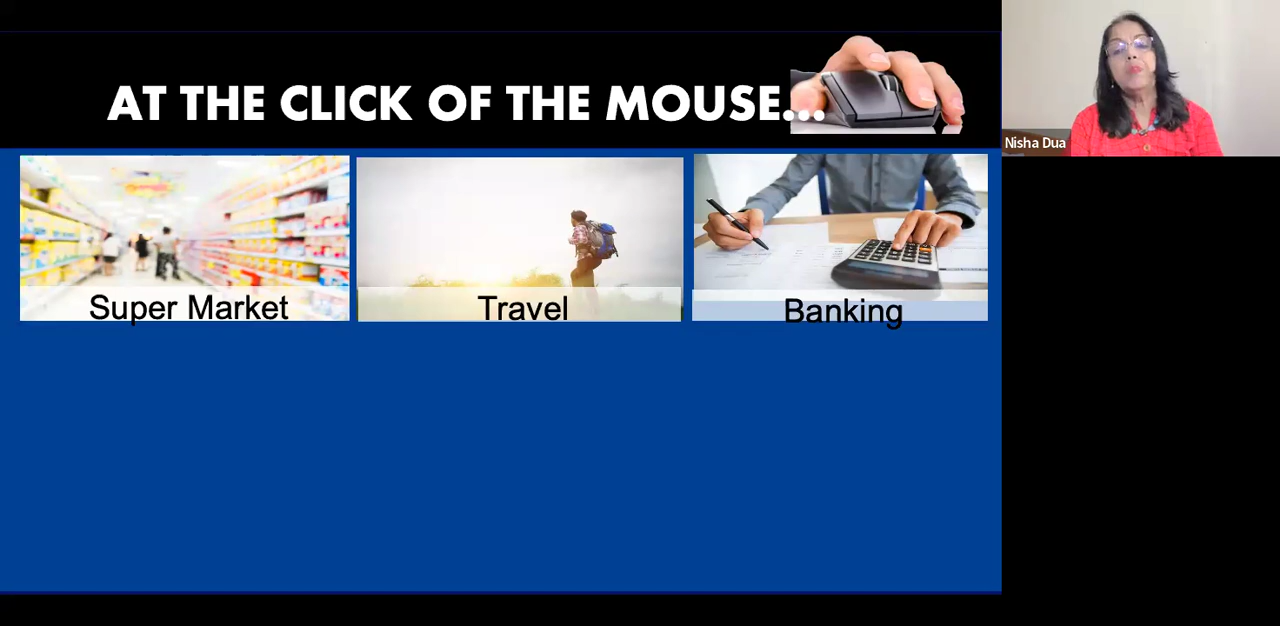 AT THE CLICK OF THE MOUSE...
Nisha Dua
Super Market
Travel
Banking